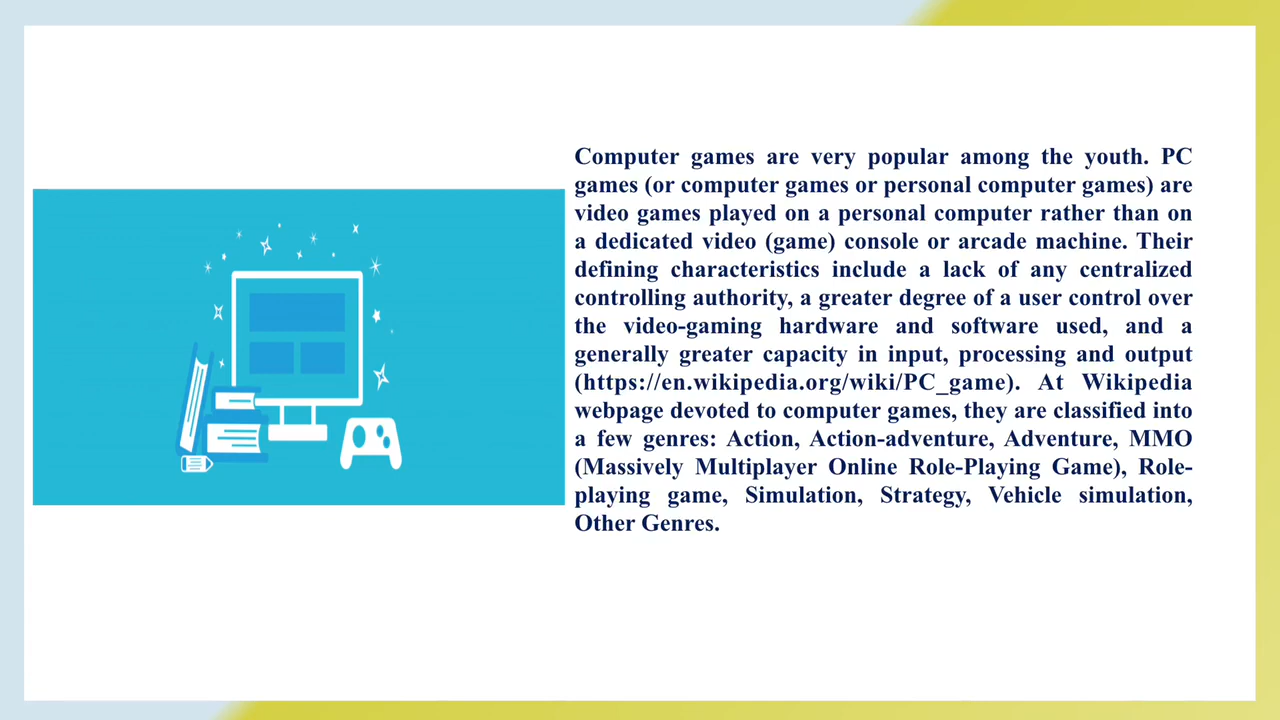 Computer games are very popular among the youth. PC
games (or computer games or personal computer games) are
video games played on a personal computer rather than on
a dedicated video (game) console or arcade machine. Their
defining characteristics include a lack of any centralized
controlling authority, a greater degree of a user control over
the video-gaming hardware and software used, and a
generally greater capacity in input, processing and output
(https://en.wikipedia.org/wiki/PC_game). At Wikipedia
webpage devoted to computer games, they are classified into
a few genres: Action, Action-adventure, Adventure, MMO
(Massively Multiplayer Online Role-Playing Game), Role-
playing game, Simulation, Strategy, Vehicle simulation,
Other Genres.